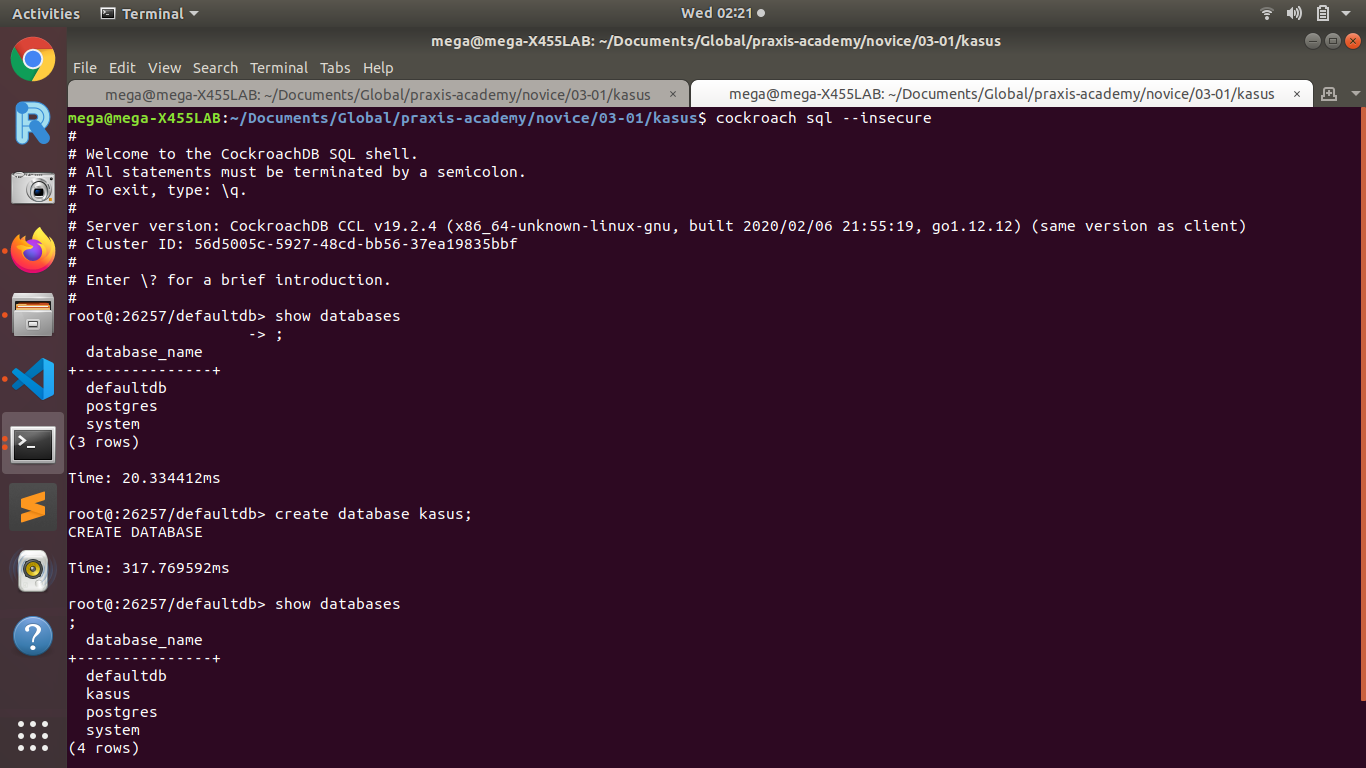 Activities Terminal Wed 02:21
mega@mega-X455LAB: ~/Documents/Global/praxis-academy/novice/03-01/kasus
File Edit View Search Terminal Tabs Help
mega@mega-X455LAB: ~/Documents/Global/praxis-academy/novice/03-01/kasus × mega@mega-X455LAB: ~/Documents/Global/praxis-academy/novice/03-01/kasus ×
mega@mega-X455LAB:~/Documents/Global/praxis-academy/novice/03-01/kasus$ cockroach sql --insecure
#
# Welcome to the CockroachDB SQL shell.
# All statements must be terminated by a semicolon.
# To exit, type: \q.
#
# Server version: CockroachDB CCL v19.2.4 (x86_64-unknown-linux-gnu, built 2020/02/06 21:55:19, go1.12.12) (same version as client)
# Cluster ID: 56d5005c-5927-48cd-bb56-37ea19835bbf
#
# Enter \? for a brief introduction.
#
root@:26257/defaultdb> show databases
-> ;
database_name
+---------------+
defaultdb
postgres
system
(3 rows)
Time: 20.334412ms
root@:26257/defaultdb> create database kasus;
CREATE DATABASE
Time: 317.769592ms
root@:26257/defaultdb> show databases
;
database_name
+---------------+
defaultdb
kasus
postgres
system
(4 rows)